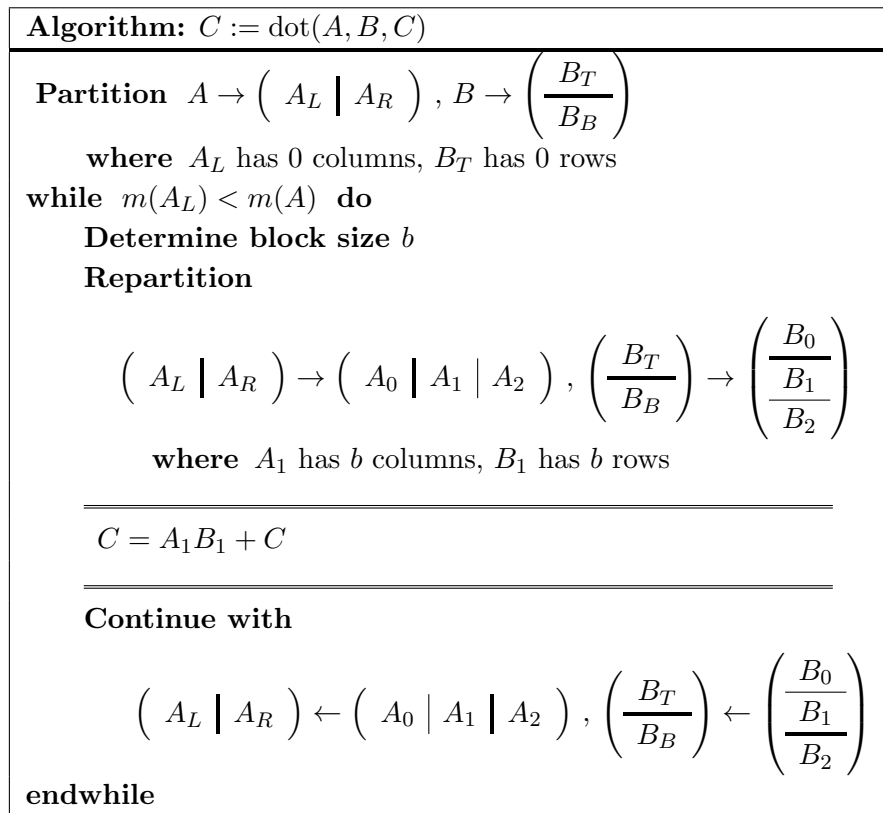 Algorithm: C := dot(A, B, C)
Partition A → ( A_L | A_R ) , B → ( B_T / B_B )
where A_L has 0 columns, B_T has 0 rows
while m(A_L) < m(A) do
Determine block size b
Repartition
( A_L | A_R ) → ( A_0 | A_1 | A_2 ) , ( B_T / B_B ) → ( B_0 / B_1 / B_2 )
where A_1 has b columns, B_1 has b rows
C = A_1B_1 + C
Continue with
( A_L | A_R ) ← ( A_0 | A_1 | A_2 ) , ( B_T / B_B ) ← ( B_0 / B_1 / B_2 )
endwhile